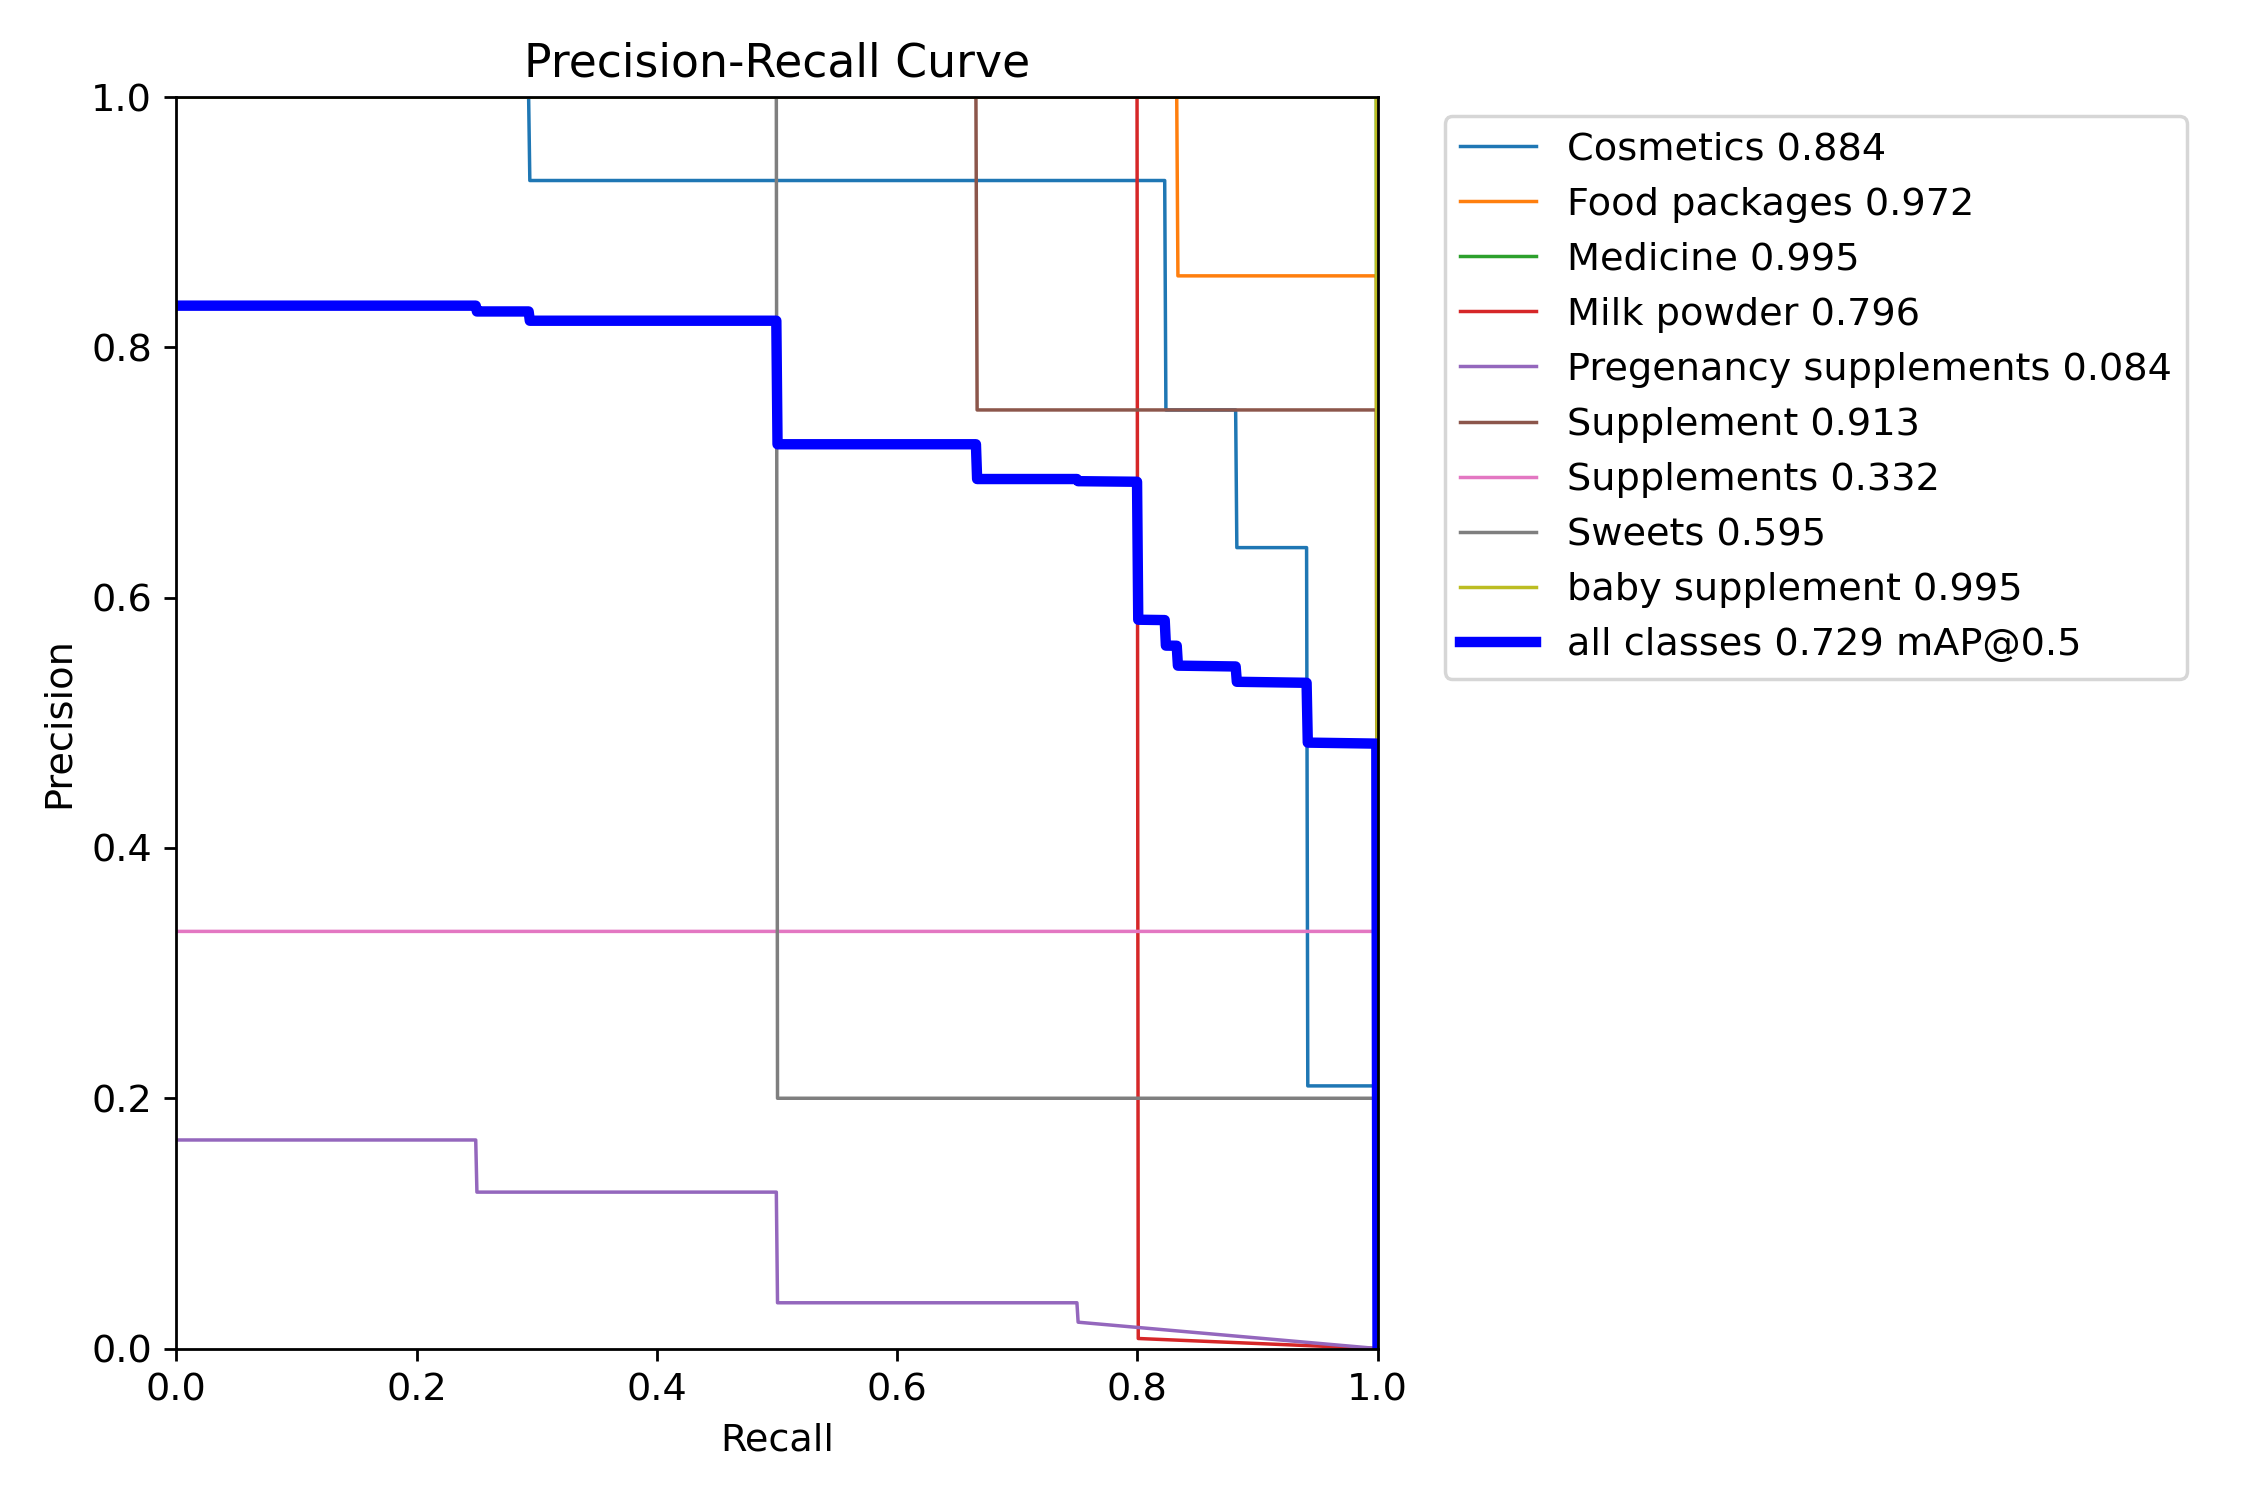 Precision-Recall Curve
1.0
0.8
0.6
0.4
0.2
0.0
Precision
0.0 0.2 0.4 0.6 0.8 1.0
Recall
Cosmetics 0.884
Food packages 0.972
Medicine 0.995
Milk powder 0.796
Pregenancy supplements 0.084
Supplement 0.913
Supplements 0.332
Sweets 0.595
baby supplement 0.995
all classes 0.729 mAP@0.5